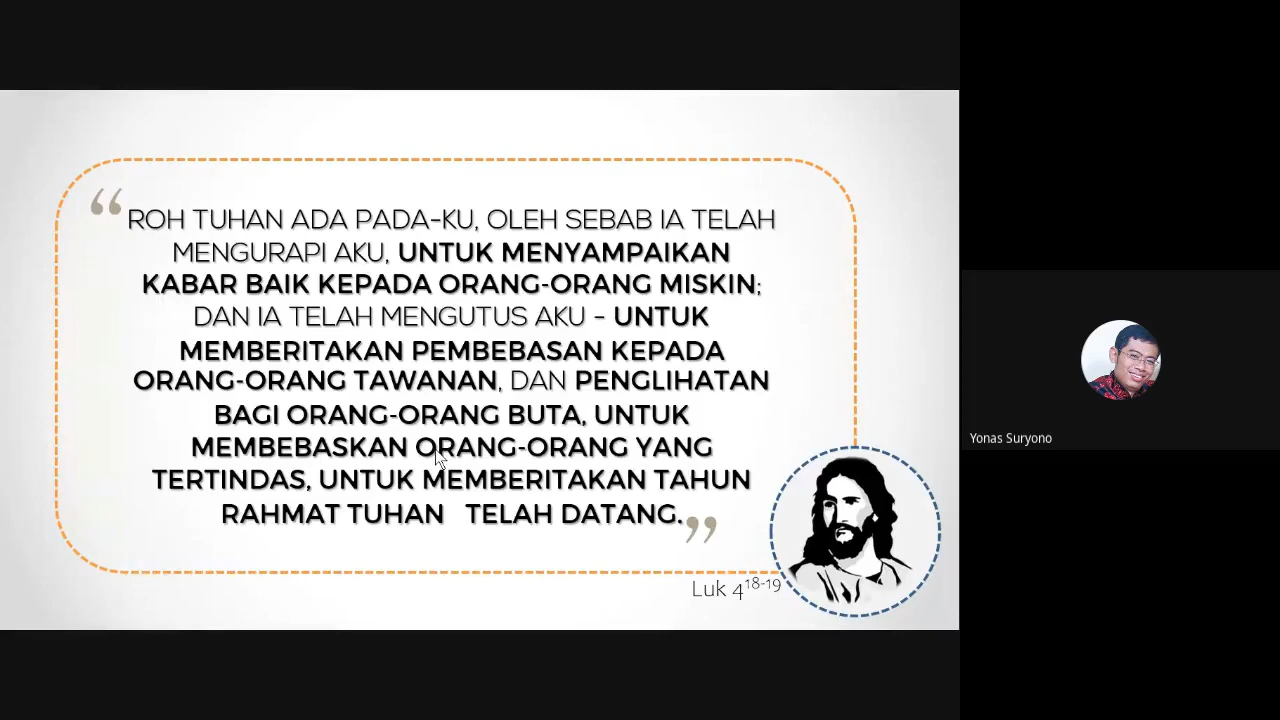 “ROH TUHAN ADA PADA-KU, OLEH SEBAB IA TELAH
MENGURAPI AKU, UNTUK MENYAMPAIKAN
KABAR BAIK KEPADA ORANG-ORANG MISKIN;
DAN IA TELAH MENGUTUS AKU - UNTUK
MEMBERITAKAN PEMBEBASAN KEPADA
ORANG-ORANG TAWANAN, DAN PENGLIHATAN
BAGI ORANG-ORANG BUTA, UNTUK
MEMBEBASKAN ORANG-ORANG YANG
TERTINDAS, UNTUK MEMBERITAKAN TAHUN
RAHMAT TUHAN TELAH DATANG.”
Luk 4 18-19
Yonas Suryono